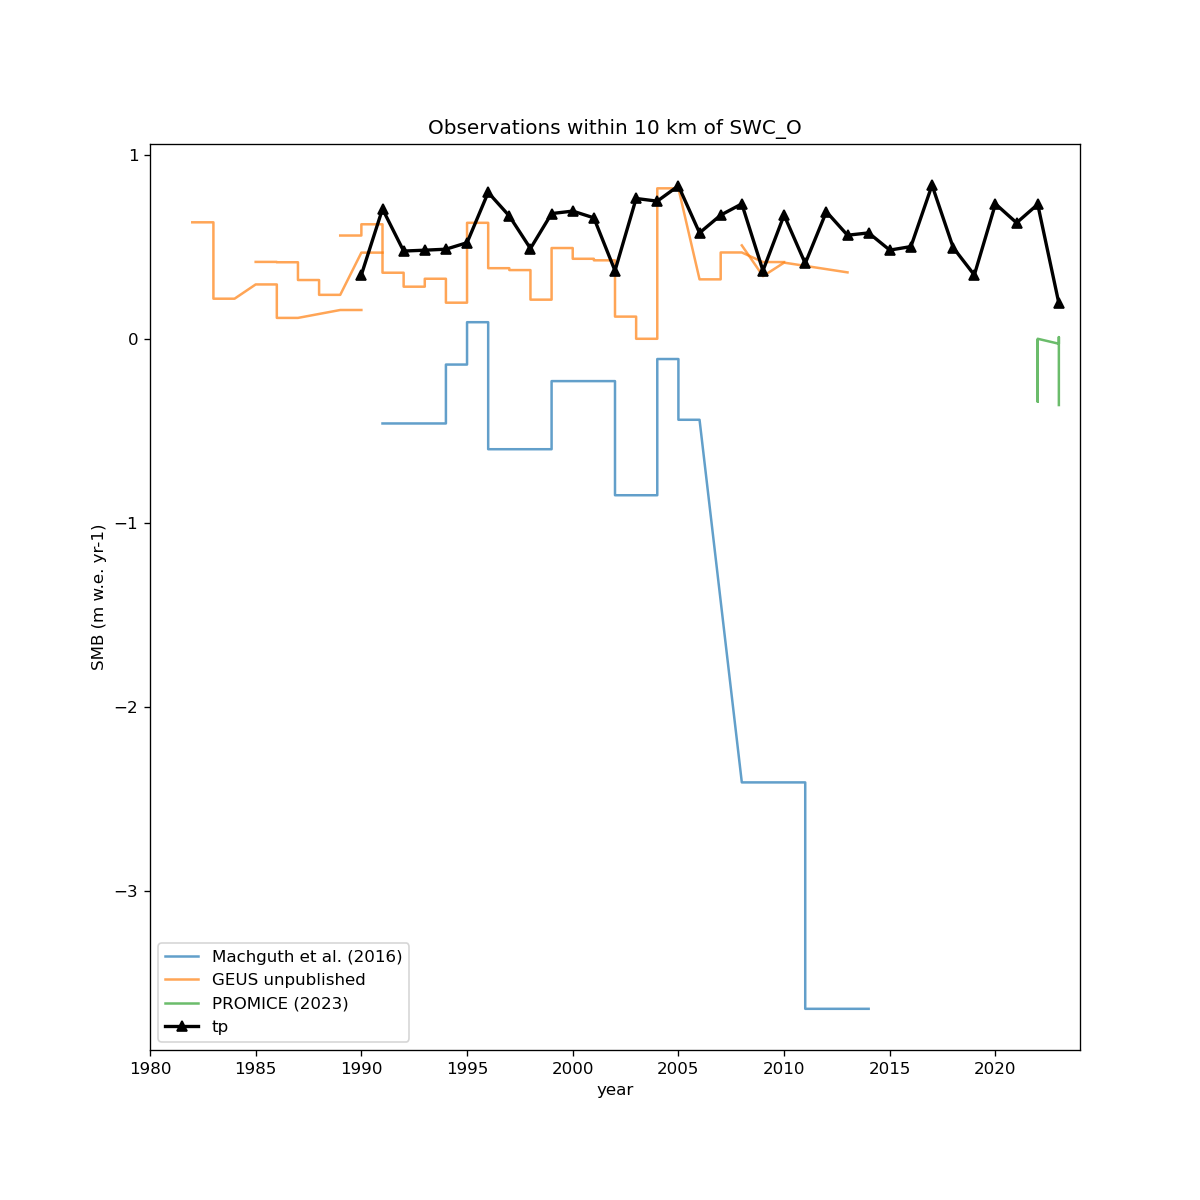 Observations within 10 km of SWC_O
1
0
−1
−2
−3
SMB (m w.e. yr-1)
Machguth et al. (2016)
GEUS unpublished
PROMICE (2023)
tp
1980 1985 1990 1995 2000 2005 2010 2015 2020
year